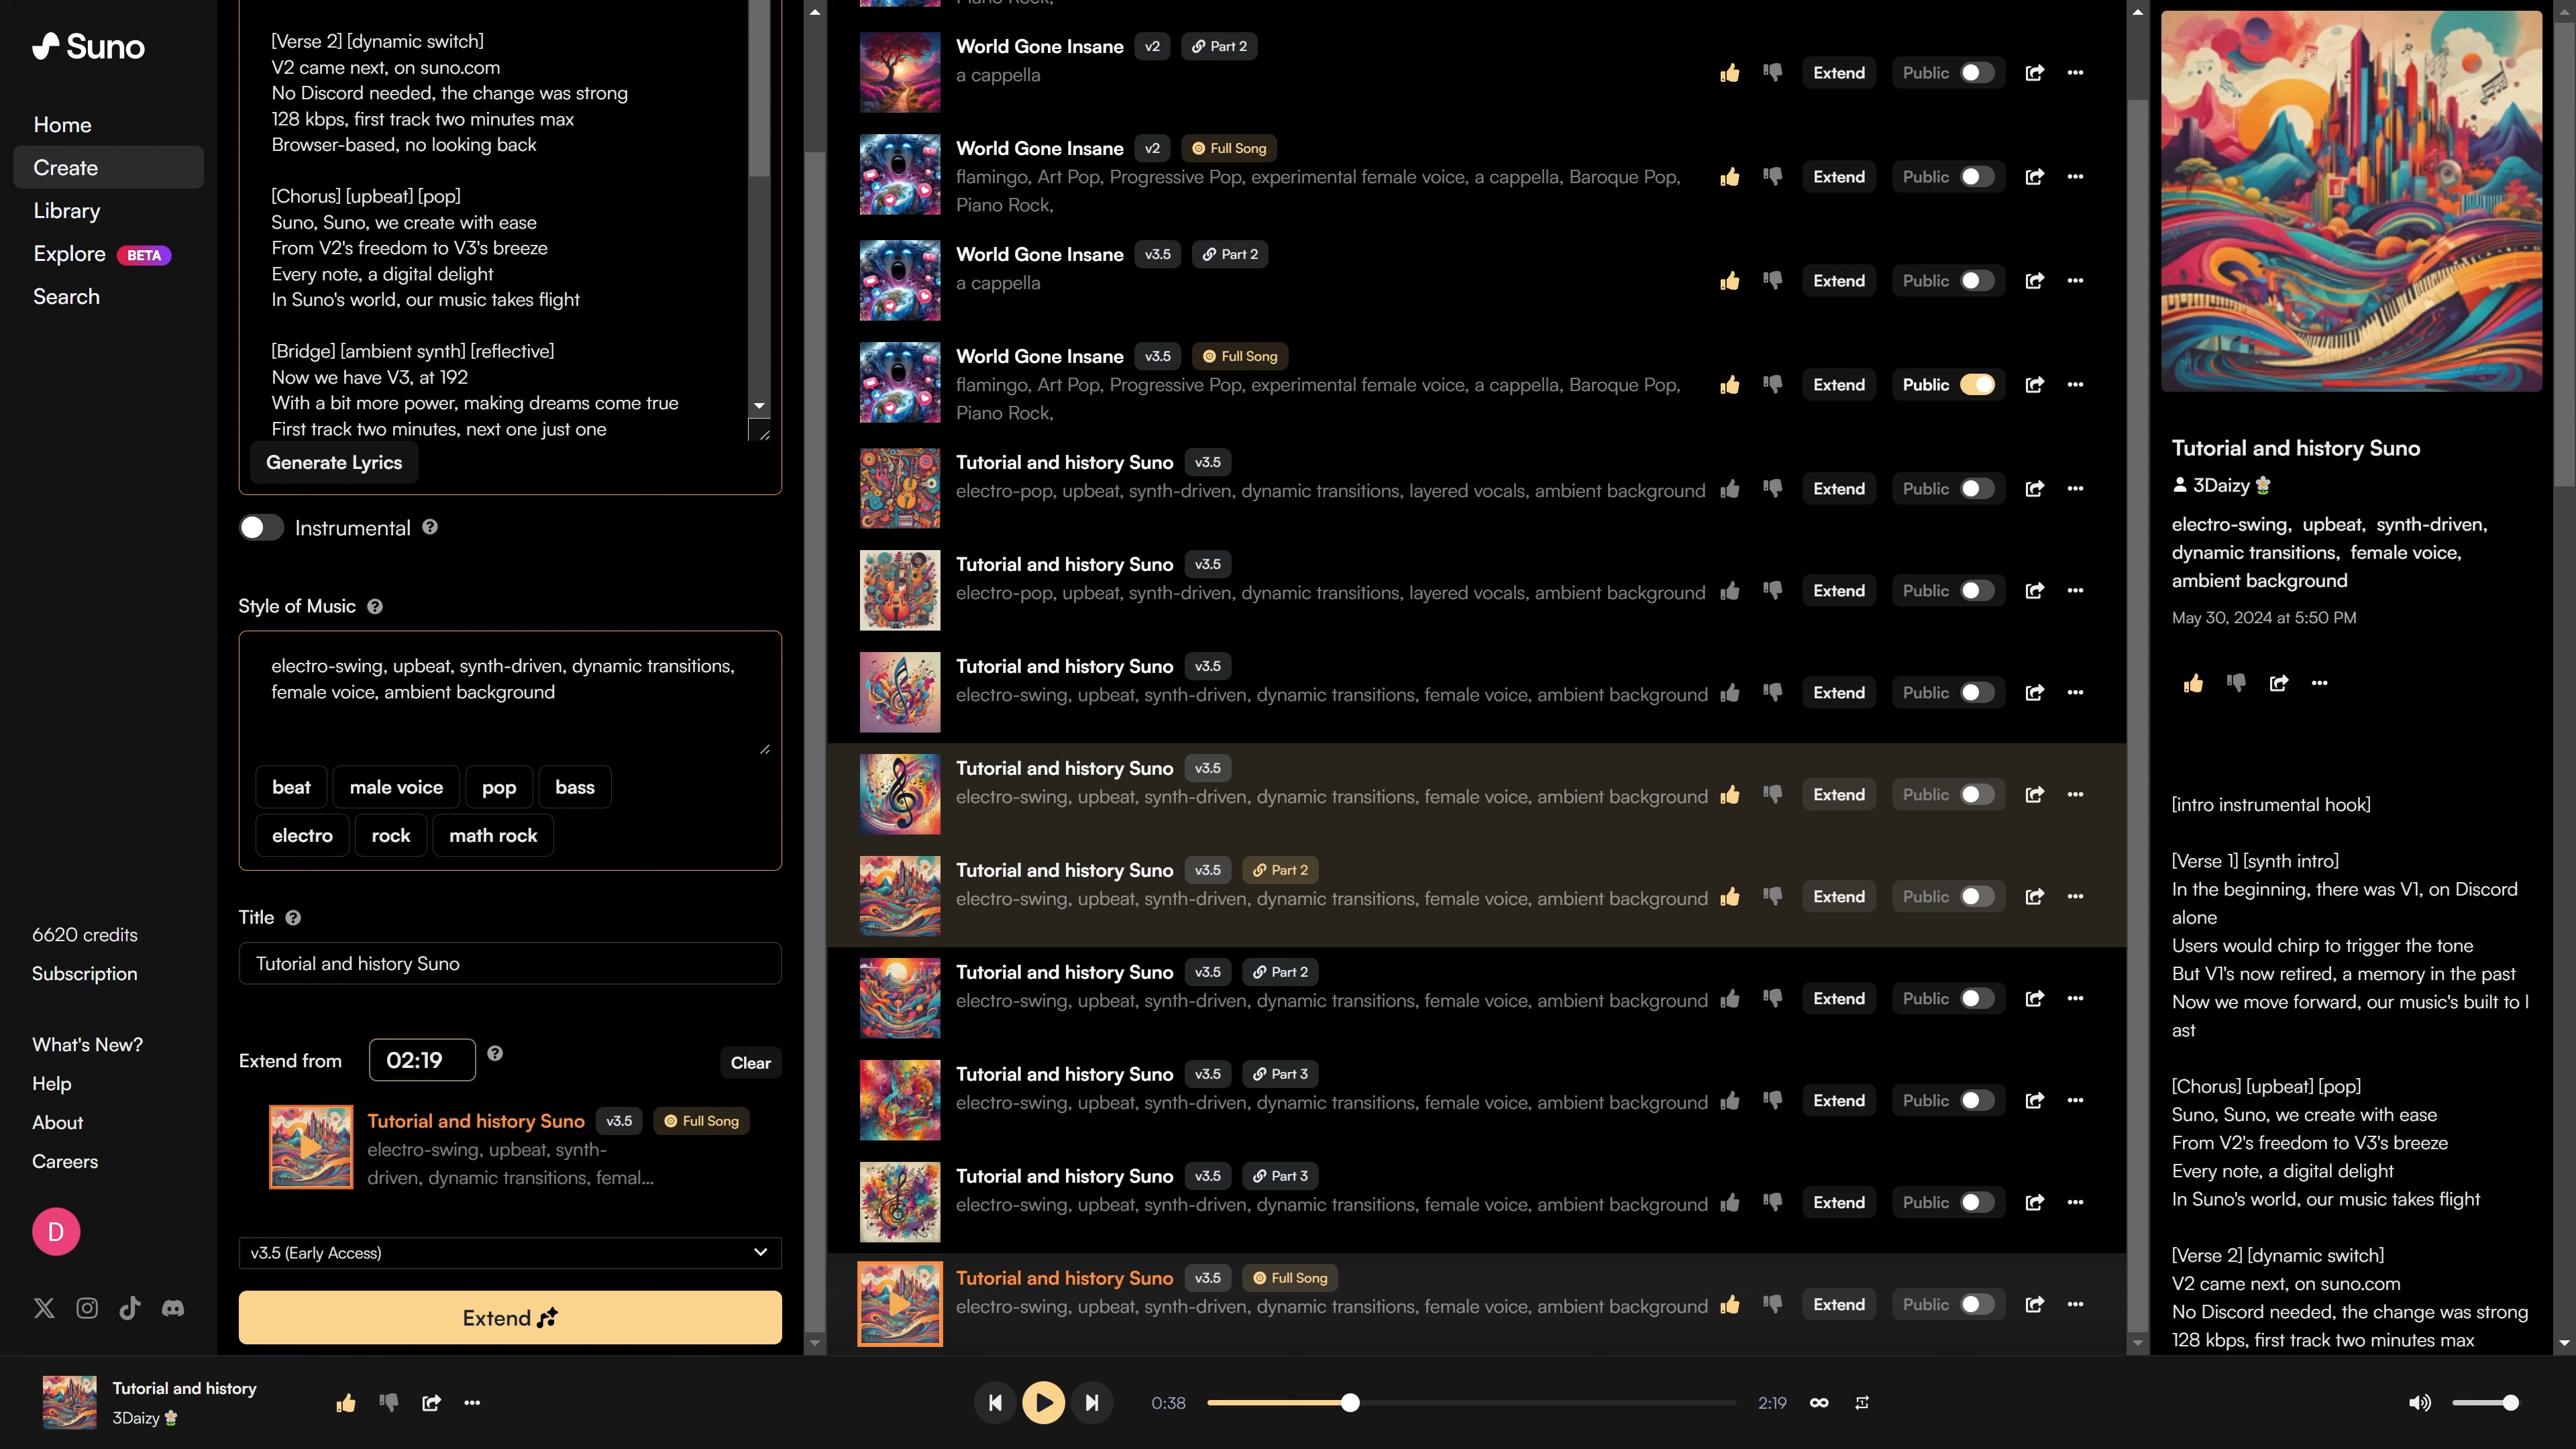 Suno
Home
Create
Library
Explore BETA
Search
6620 credits
Subscription
What's New?
Help
About
Careers
D
[Verse 2] [dynamic switch]
V2 came next, on suno.com
No Discord needed, the change was strong
128 kbps, first track two minutes max
Browser-based, no looking back
[Chorus] [upbeat] [pop]
Suno, Suno, we create with ease
From V2's freedom to V3's breeze
Every note, a digital delight
In Suno's world, our music takes flight
[Bridge] [ambient synth] [reflective]
Now we have V3, at 192
With a bit more power, making dreams come true
First track two minutes, next one just one
Generate Lyrics
Instrumental ?
Style of Music ?
electro-swing, upbeat, synth-driven, dynamic transitions,
female voice, ambient background
beat male voice pop bass
electro rock math rock
Title ?
Tutorial and history Suno
Extend from 02:19 ? Clear
Tutorial and history Suno v3.5 Full Song
electro-swing, upbeat, synth-
driven, dynamic transitions, femal...
v3.5 (Early Access)
Extend
Piano Rock,
World Gone Insane v2 Part 2
a cappella
Extend Public
World Gone Insane v2 Full Song
flamingo, Art Pop, Progressive Pop, experimental female voice, a cappella, Baroque Pop,
Piano Rock,
Extend Public
World Gone Insane v3.5 Part 2
a cappella
Extend Public
World Gone Insane v3.5 Full Song
flamingo, Art Pop, Progressive Pop, experimental female voice, a cappella, Baroque Pop,
Piano Rock,
Extend Public
Tutorial and history Suno v3.5
electro-pop, upbeat, synth-driven, dynamic transitions, layered vocals, ambient background
Extend Public
Tutorial and history Suno v3.5
electro-pop, upbeat, synth-driven, dynamic transitions, layered vocals, ambient background
Extend Public
Tutorial and history Suno v3.5
electro-swing, upbeat, synth-driven, dynamic transitions, female voice, ambient background
Extend Public
Tutorial and history Suno v3.5
electro-swing, upbeat, synth-driven, dynamic transitions, female voice, ambient background
Extend Public
Tutorial and history Suno v3.5 Part 2
electro-swing, upbeat, synth-driven, dynamic transitions, female voice, ambient background
Extend Public
Tutorial and history Suno v3.5 Part 2
electro-swing, upbeat, synth-driven, dynamic transitions, female voice, ambient background
Extend Public
Tutorial and history Suno v3.5 Part 3
electro-swing, upbeat, synth-driven, dynamic transitions, female voice, ambient background
Extend Public
Tutorial and history Suno v3.5 Part 3
electro-swing, upbeat, synth-driven, dynamic transitions, female voice, ambient background
Extend Public
Tutorial and history Suno v3.5 Full Song
electro-swing, upbeat, synth-driven, dynamic transitions, female voice, ambient background
Extend Public
Tutorial and history Suno
3Daizy
electro-swing, upbeat, synth-driven,
dynamic transitions, female voice,
ambient background
May 30, 2024 at 5:50 PM
[intro instrumental hook]
[Verse 1] [synth intro]
In the beginning, there was V1, on Discord
alone
Users would chirp to trigger the tone
But V1's now retired, a memory in the past
Now we move forward, our music's built to l
ast
[Chorus] [upbeat] [pop]
Suno, Suno, we create with ease
From V2's freedom to V3's breeze
Every note, a digital delight
In Suno's world, our music takes flight
[Verse 2] [dynamic switch]
V2 came next, on suno.com
No Discord needed, the change was strong
128 kbps, first track two minutes max
Tutorial and history
3Daizy
0:38 2:19